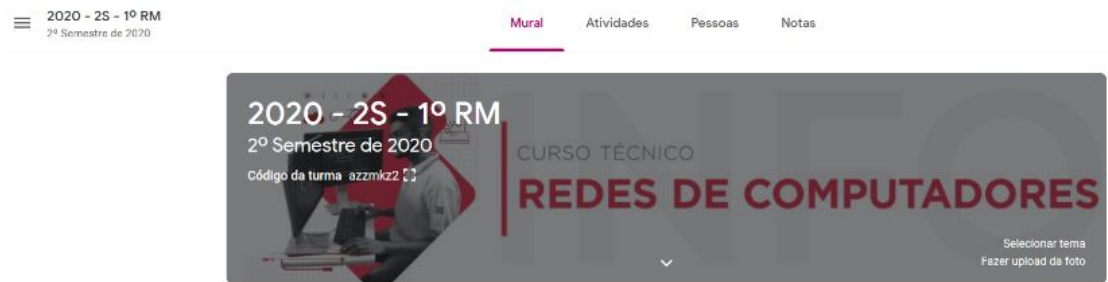 2020 - 2S - 1º RM
2º Semestre de 2020
Mural
Atividades
Pessoas
Notas
2020 - 2S - 1º RM
2º Semestre de 2020
Código da turma azzmkz2
INFO
CURSO TÉCNICO
REDES DE COMPUTADORES
Selecionar tema
Fazer upload da foto